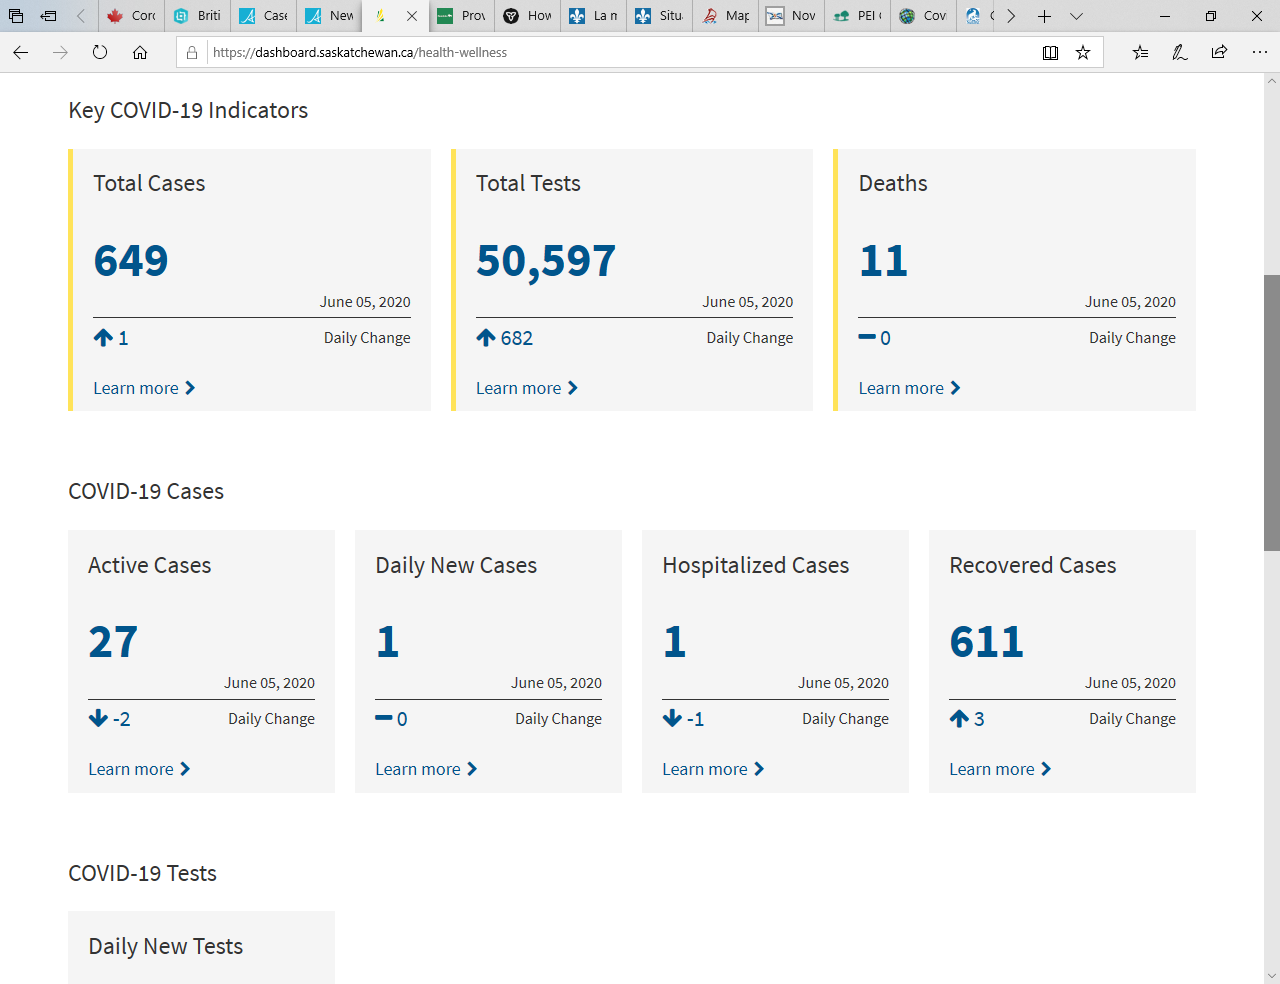 Corc
Briti
Case
New
Prov
How
La m
Situ
Map
Nov
PEI
Cov
https://dashboard.saskatchewan.ca/health-wellness
Key COVID-19 Indicators
Total Cases
649
June 05, 2020
1 Daily Change
Learn more
Total Tests
50,597
June 05, 2020
682 Daily Change
Learn more
Deaths
11
June 05, 2020
0 Daily Change
Learn more
COVID-19 Cases
Active Cases
27
June 05, 2020
-2 Daily Change
Learn more
Daily New Cases
1
June 05, 2020
0 Daily Change
Learn more
Hospitalized Cases
1
June 05, 2020
-1 Daily Change
Learn more
Recovered Cases
611
June 05, 2020
3 Daily Change
Learn more
COVID-19 Tests
Daily New Tests